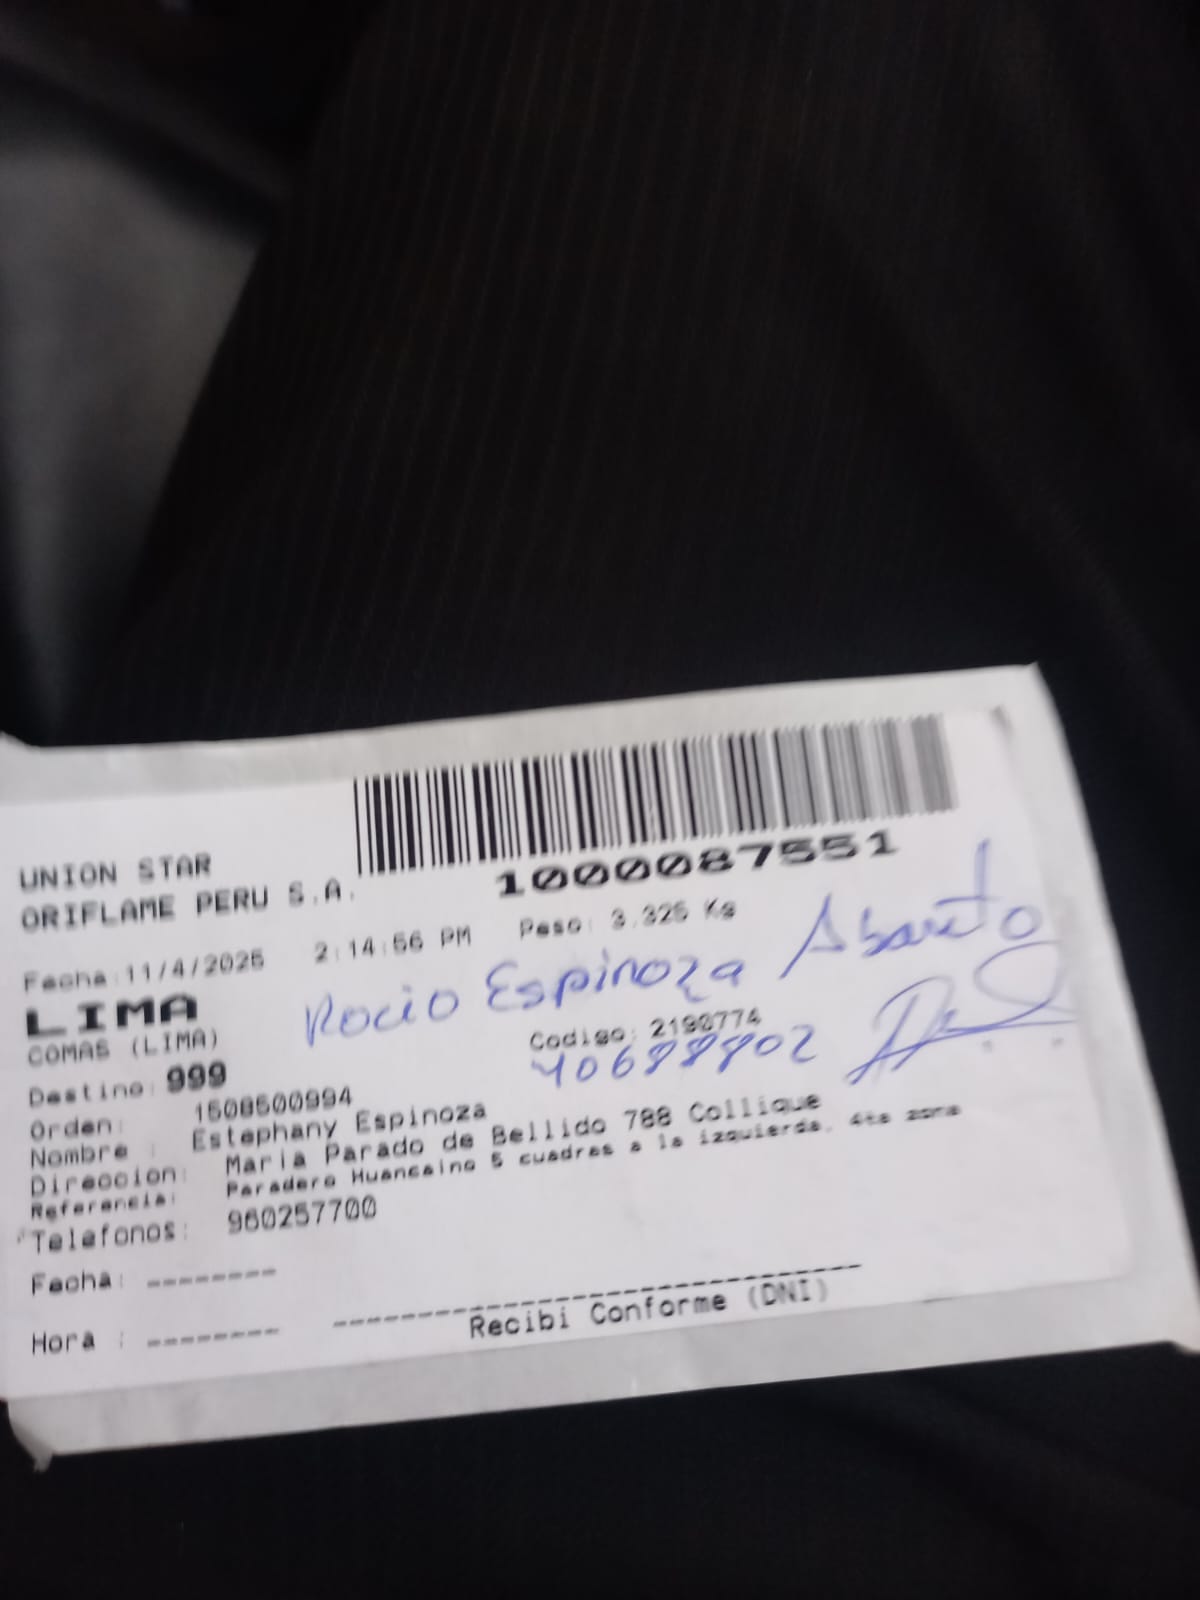 1000087551
UNION STAR
ORIFLAME PERU S.A.
Fecha:11/4/2025 2:14:56 PM Peso: 3.325 Kg
LIMA
Rocio Espinoza Abanto
COMAS (LIMA) Codigo: 2190774
Destino: 999 40688802
Orden: 1508500994
Nombre : Estephany Espinoza
Direccion: Maria Parado de Bellido 788 Collique
Referencia: Paradero Huancaino 5 cuadras a la izquierda. 4ta zona
Telefonos: 960257700
Fecha: --------
Hora : --------
Recibi Conforme (DNI)